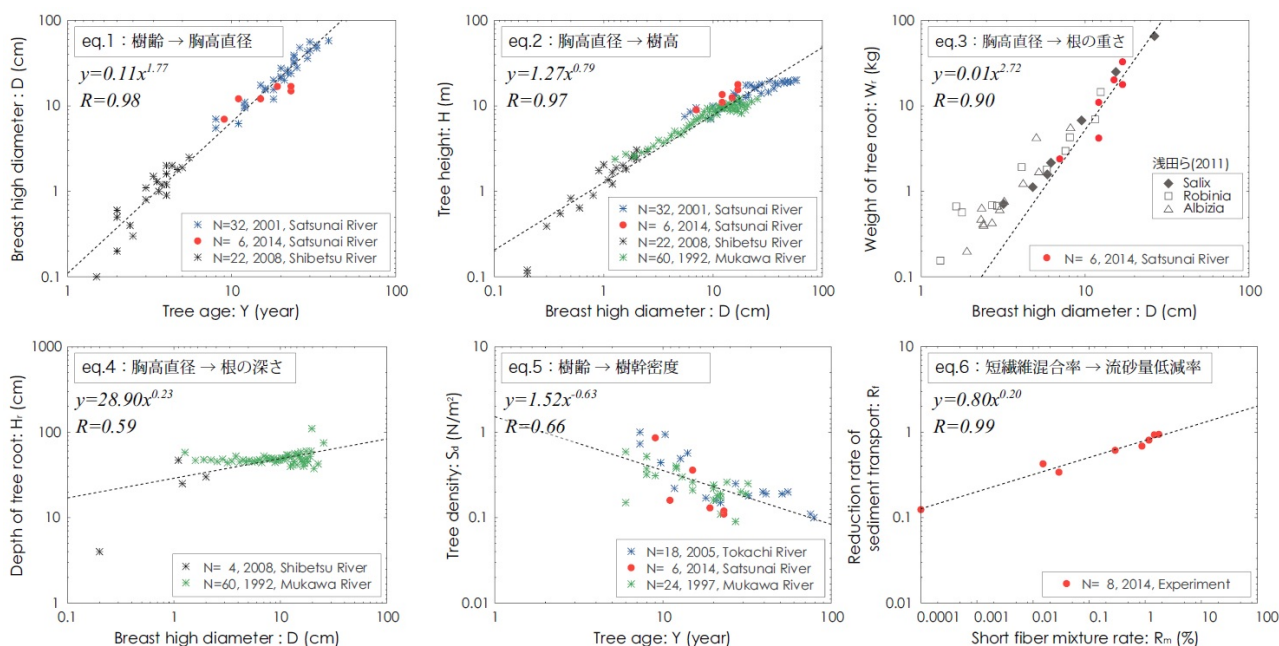 eq.1：樹齢 → 胸高直径
y=0.11x^1.77
R=0.98
Breast high diameter : D (cm)
100
10
1
0.1
N=32, 2001, Satsunai River
N= 6, 2014, Satsunai River
N=22, 2008, Shibetsu River
1
10
100
Tree age: Y (year)
eq.2：胸高直径 → 樹高
y=1.27x^0.79
R=0.97
Tree height: H (m)
100
10
1
0.1
N=32, 2001, Satsunai River
N= 6, 2014, Satsunai River
N=22, 2008, Shibetsu River
N=60, 1992, Mukawa River
0.1
1
10
100
Breast high diameter : D (cm)
eq.3：胸高直径 → 根の重さ
y=0.01x^2.72
R=0.90
Weight of tree root: Wr (kg)
100
10
1
0.1
浅田ら(2011)
Salix
Robinia
Albizia
N= 6, 2014, Satsunai River
1
10
100
Breast high diameter : D (cm)
eq.4：胸高直径 → 根の深さ
y=28.90x^0.23
R=0.59
Depth of tree root: Hr (cm)
1000
100
10
1
N= 4, 2008, Shibetsu River
N=60, 1992, Mukawa River
0.1
1
10
100
Breast high diameter : D (cm)
eq.5：樹齢 → 樹幹密度
y=1.52x^-0.63
R=0.66
Tree density: Sd (N/m²)
10
1
0.1
0.01
N=18, 2005, Tokachi River
N= 6, 2014, Satsunai River
N=24, 1997, Mukawa River
1
10
100
Tree age: Y (year)
eq.6：短繊維混合率 → 流砂量低減率
y=0.80x^0.20
R=0.99
Reduction rate of
sediment transport: Rf
10
1
0.1
0.01
N= 8, 2014, Experiment
0.0001
0.001
0.01
0.1
1
10
100
Short fiber mixture rate: Rm (%)